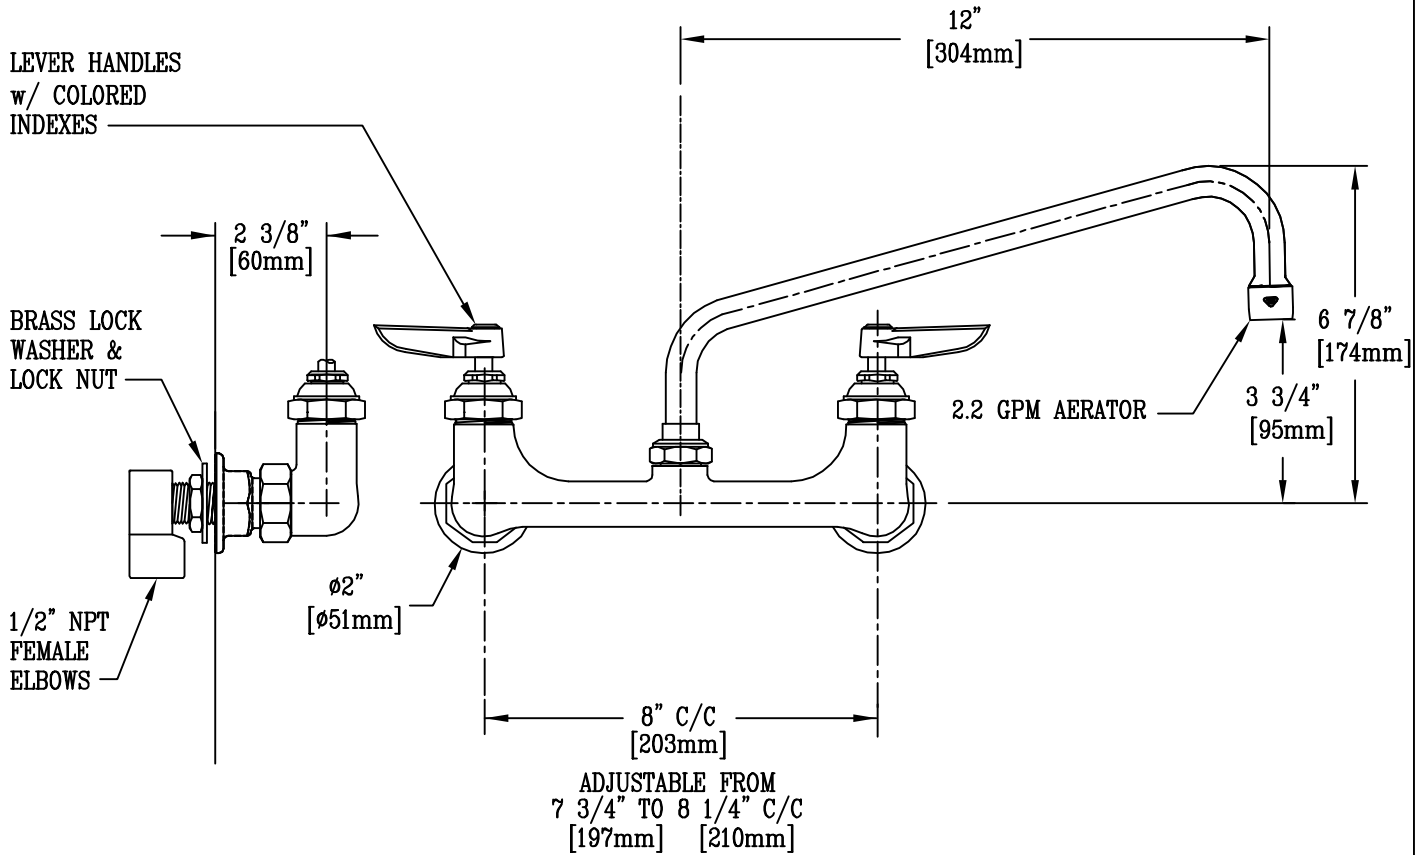 12"
[304mm]
LEVER HANDLES
w/ COLORED
INDEXES
2 3/8"
[60mm]
BRASS LOCK
WASHER &
LOCK NUT
6 7/8"
[174mm]
3 3/4"
[95mm]
2.2 GPM AERATOR
ø2"
[ø51mm]
1/2" NPT
FEMALE
ELBOWS
8" C/C
[203mm]
ADJUSTABLE FROM
7 3/4" TO 8 1/4" C/C
[197mm] [210mm]